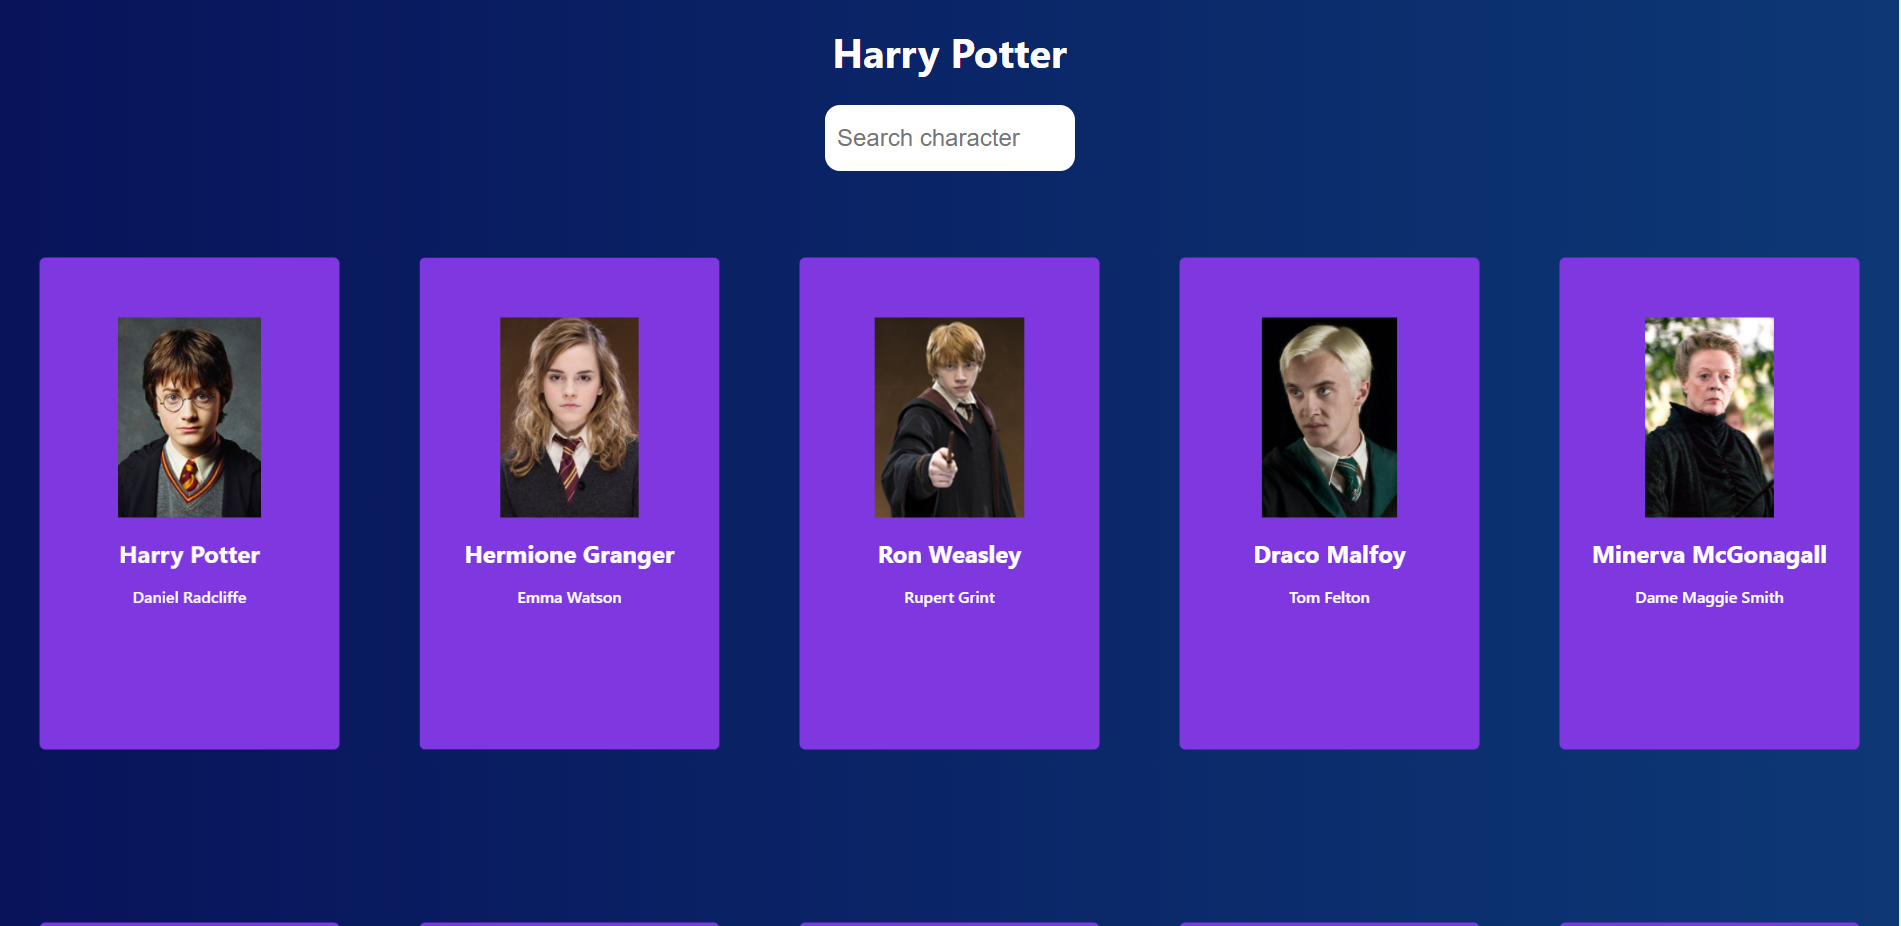 Harry Potter
Search character
Harry Potter
Daniel Radcliffe
Hermione Granger
Emma Watson
Ron Weasley
Rupert Grint
Draco Malfoy
Tom Felton
Minerva McGonagall
Dame Maggie Smith